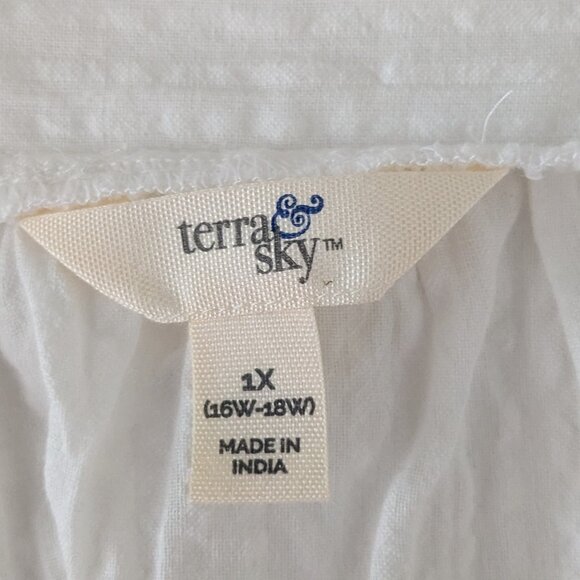 terra &
sky™
1X
(16W-18W)
MADE IN
INDIA